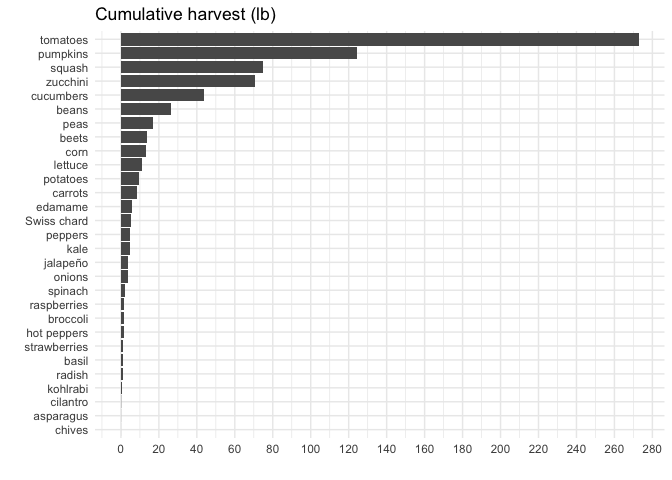 Cumulative harvest (lb)
tomatoes
pumpkins
squash
zucchini
cucumbers
beans
peas
beets
corn
lettuce
potatoes
carrots
edamame
Swiss chard
peppers
kale
jalapeño
onions
spinach
raspberries
broccoli
hot peppers
strawberries
basil
radish
kohlrabi
cilantro
asparagus
chives
0 20 40 60 80 100 120 140 160 180 200 220 240 260 280